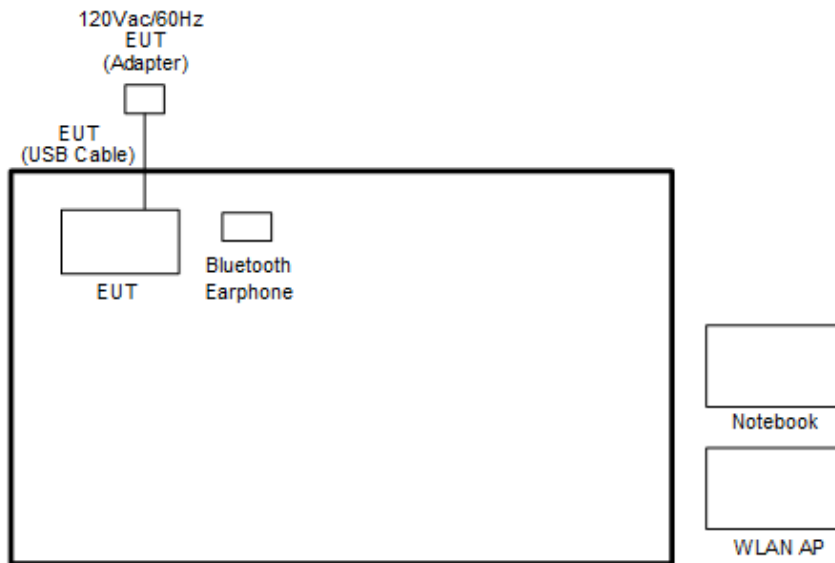 120Vac/60Hz
EUT
(Adapter)
EUT
(USB Cable)
EUT
Bluetooth
Earphone
Notebook
WLAN AP